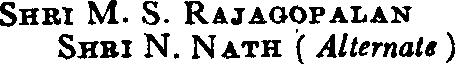 SHRI M. S. RAJAGOPALAN
SHRI N. NATH ( Alternate )